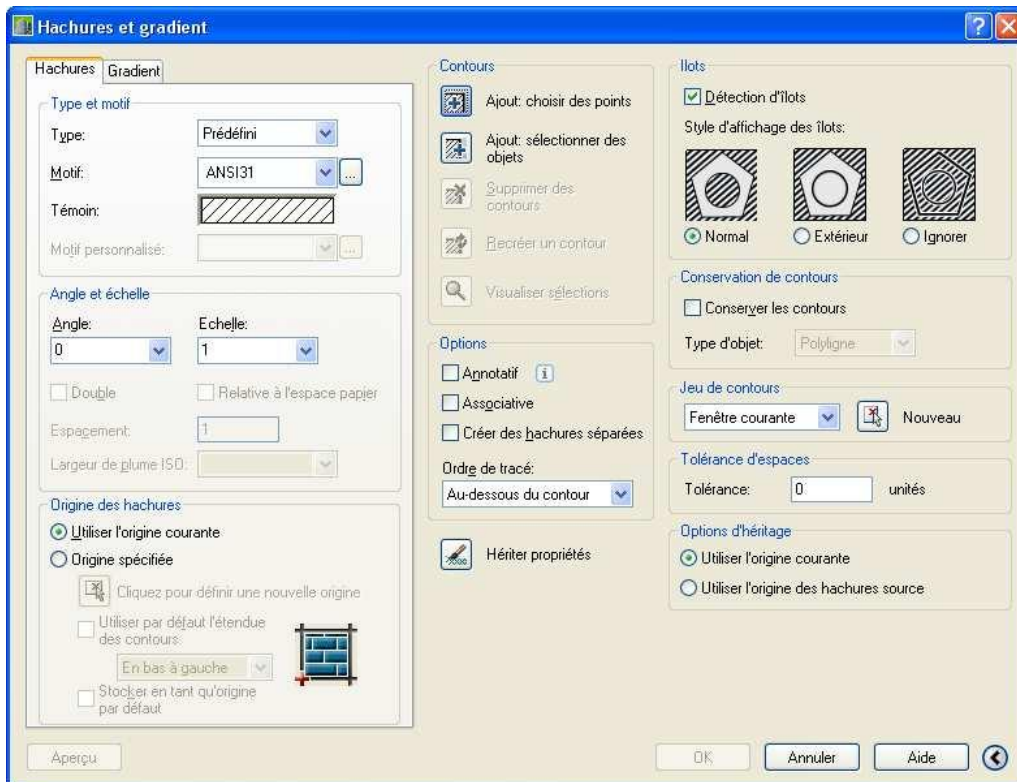 Hachures et gradient
Hachures
Gradient
Type et motif
Type:
Prédéfini
Motif:
ANSI31
...
Témoin:
Motif personnalisé:
...
Angle et échelle
Angle:
Echelle:
0
1
Double
Relative à l'espace papier
Espacement:
1
Largeur de plume ISO:
Origine des hachures
Utiliser l'origine courante
Origine spécifiée
Cliquez pour définir une nouvelle origine
Utiliser par défaut l'étendue
des contours
En bas à gauche
Stocker en tant qu'origine
par défaut
Aperçu
Contours
Ajout: choisir des points
Ajout: sélectionner des
objets
Supprimer des
contours
Recréer un contour
Visualiser sélections
Options
Annotatif
Associative
Créer des hachures séparées
Ordre de tracé:
Au-dessous du contour
Hériter propriétés
Ilots
Détection d'îlots
Style d'affichage des îlots:
Normal
Extérieur
Ignorer
Conservation de contours
Conserver les contours
Type d'objet:
Polyligne
Jeu de contours
Fenêtre courante
Nouveau
Tolérance d'espaces
Tolérance:
0
unités
Options d'héritage
Utiliser l'origine courante
Utiliser l'origine des hachures source
OK
Annuler
Aide